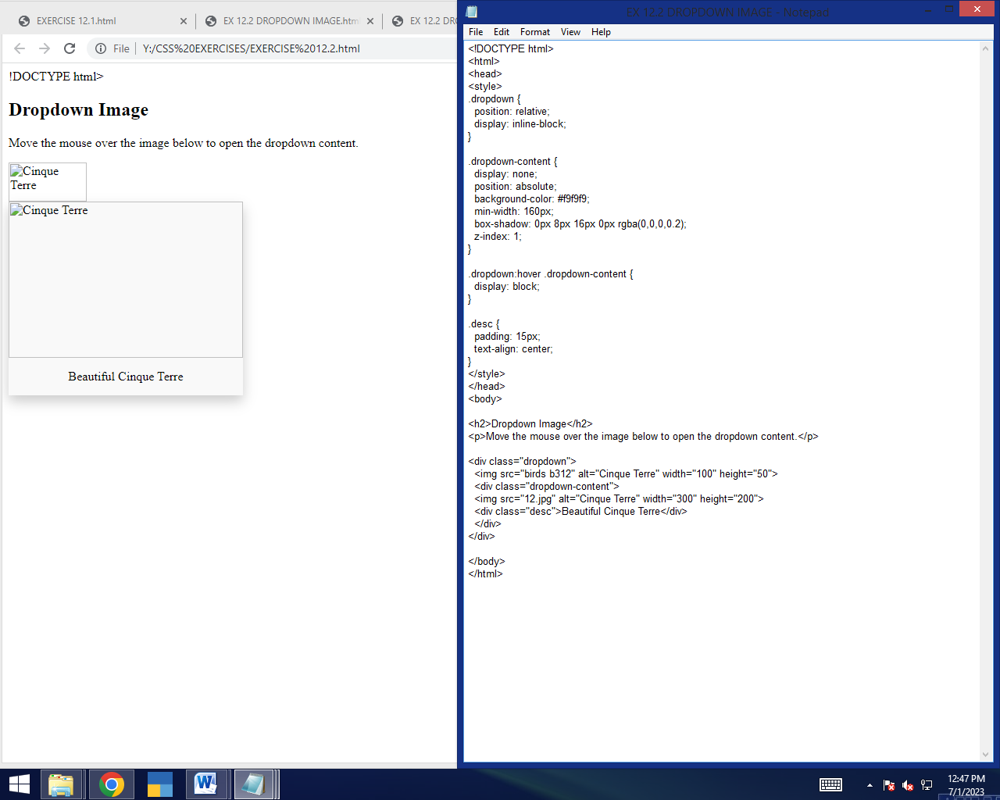 EXERCISE 12.1.html
EX 12.2 DROPDOWN IMAGE.htm
EX 12.2 DRO
File
Y:/CSS%20EXERCISES/EXERCISE%2012.2.html
!DOCTYPE html>
Dropdown Image
Move the mouse over the image below to open the dropdown content.
Cinque
Terre
Cinque Terre
Beautiful Cinque Terre
EX 12.2 DROPDOWN IMAGE - Notepad
File Edit Format View Help
<!DOCTYPE html>
<html>
<head>
<style>
.dropdown {
  position: relative;
  display: inline-block;
}

.dropdown-content {
  display: none;
  position: absolute;
  background-color: #f9f9f9;
  min-width: 160px;
  box-shadow: 0px 8px 16px 0px rgba(0,0,0,0.2);
  z-index: 1;
}

.dropdown:hover .dropdown-content {
  display: block;
}

.desc {
  padding: 15px;
  text-align: center;
}
</style>
</head>
<body>

<h2>Dropdown Image</h2>
<p>Move the mouse over the image below to open the dropdown content.</p>

<div class="dropdown">
  <img src="birds b312" alt="Cinque Terre" width="100" height="50">
  <div class="dropdown-content">
  <img src="12.jpg" alt="Cinque Terre" width="300" height="200">
  <div class="desc">Beautiful Cinque Terre</div>
  </div>
</div>

</body>
</html>
12:47 PM
7/1/2023